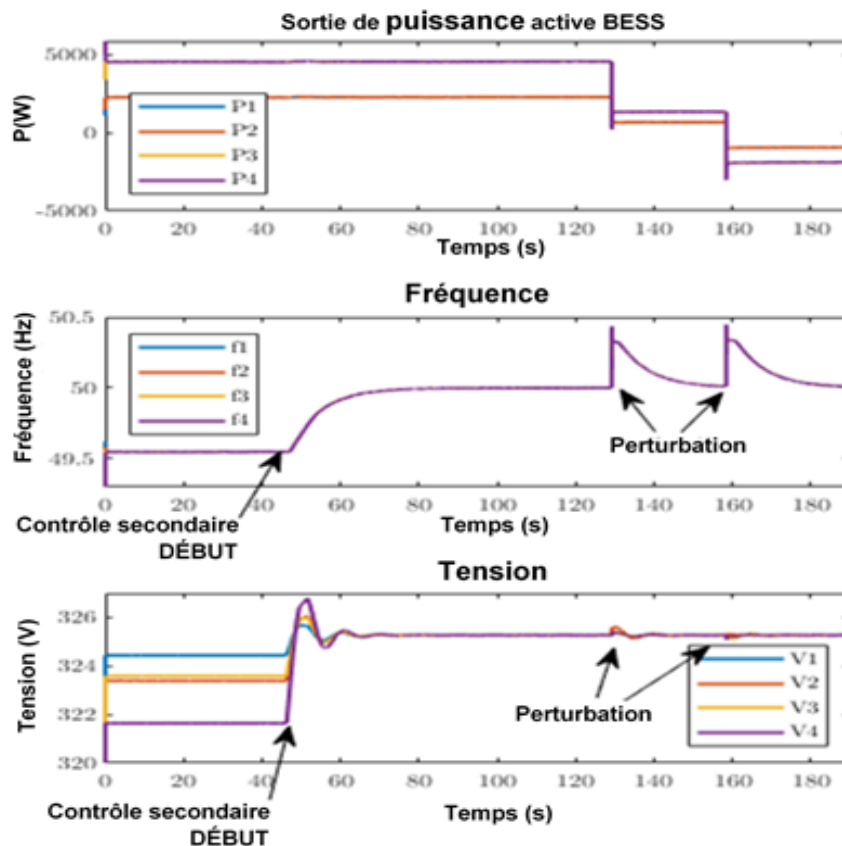 Sortie de puissance active BESS
P(W)
5000
0
-5000
P1
P2
P3
P4
0 20 40 60 80 100 120 140 160 180
Temps (s)
Fréquence
Fréquence (Hz)
50.5
50
49.5
f1
f2
f3
f4
Perturbation
0 20 40 60 80 100 120 140 160 180
Contrôle secondaire
DÉBUT
Temps (s)
Tension
Tension (V)
326
324
322
320
V1
V2
V3
V4
Perturbation
0 20 40 60 80 100 120 140 160 180
Contrôle secondaire
DÉBUT
Temps (s)